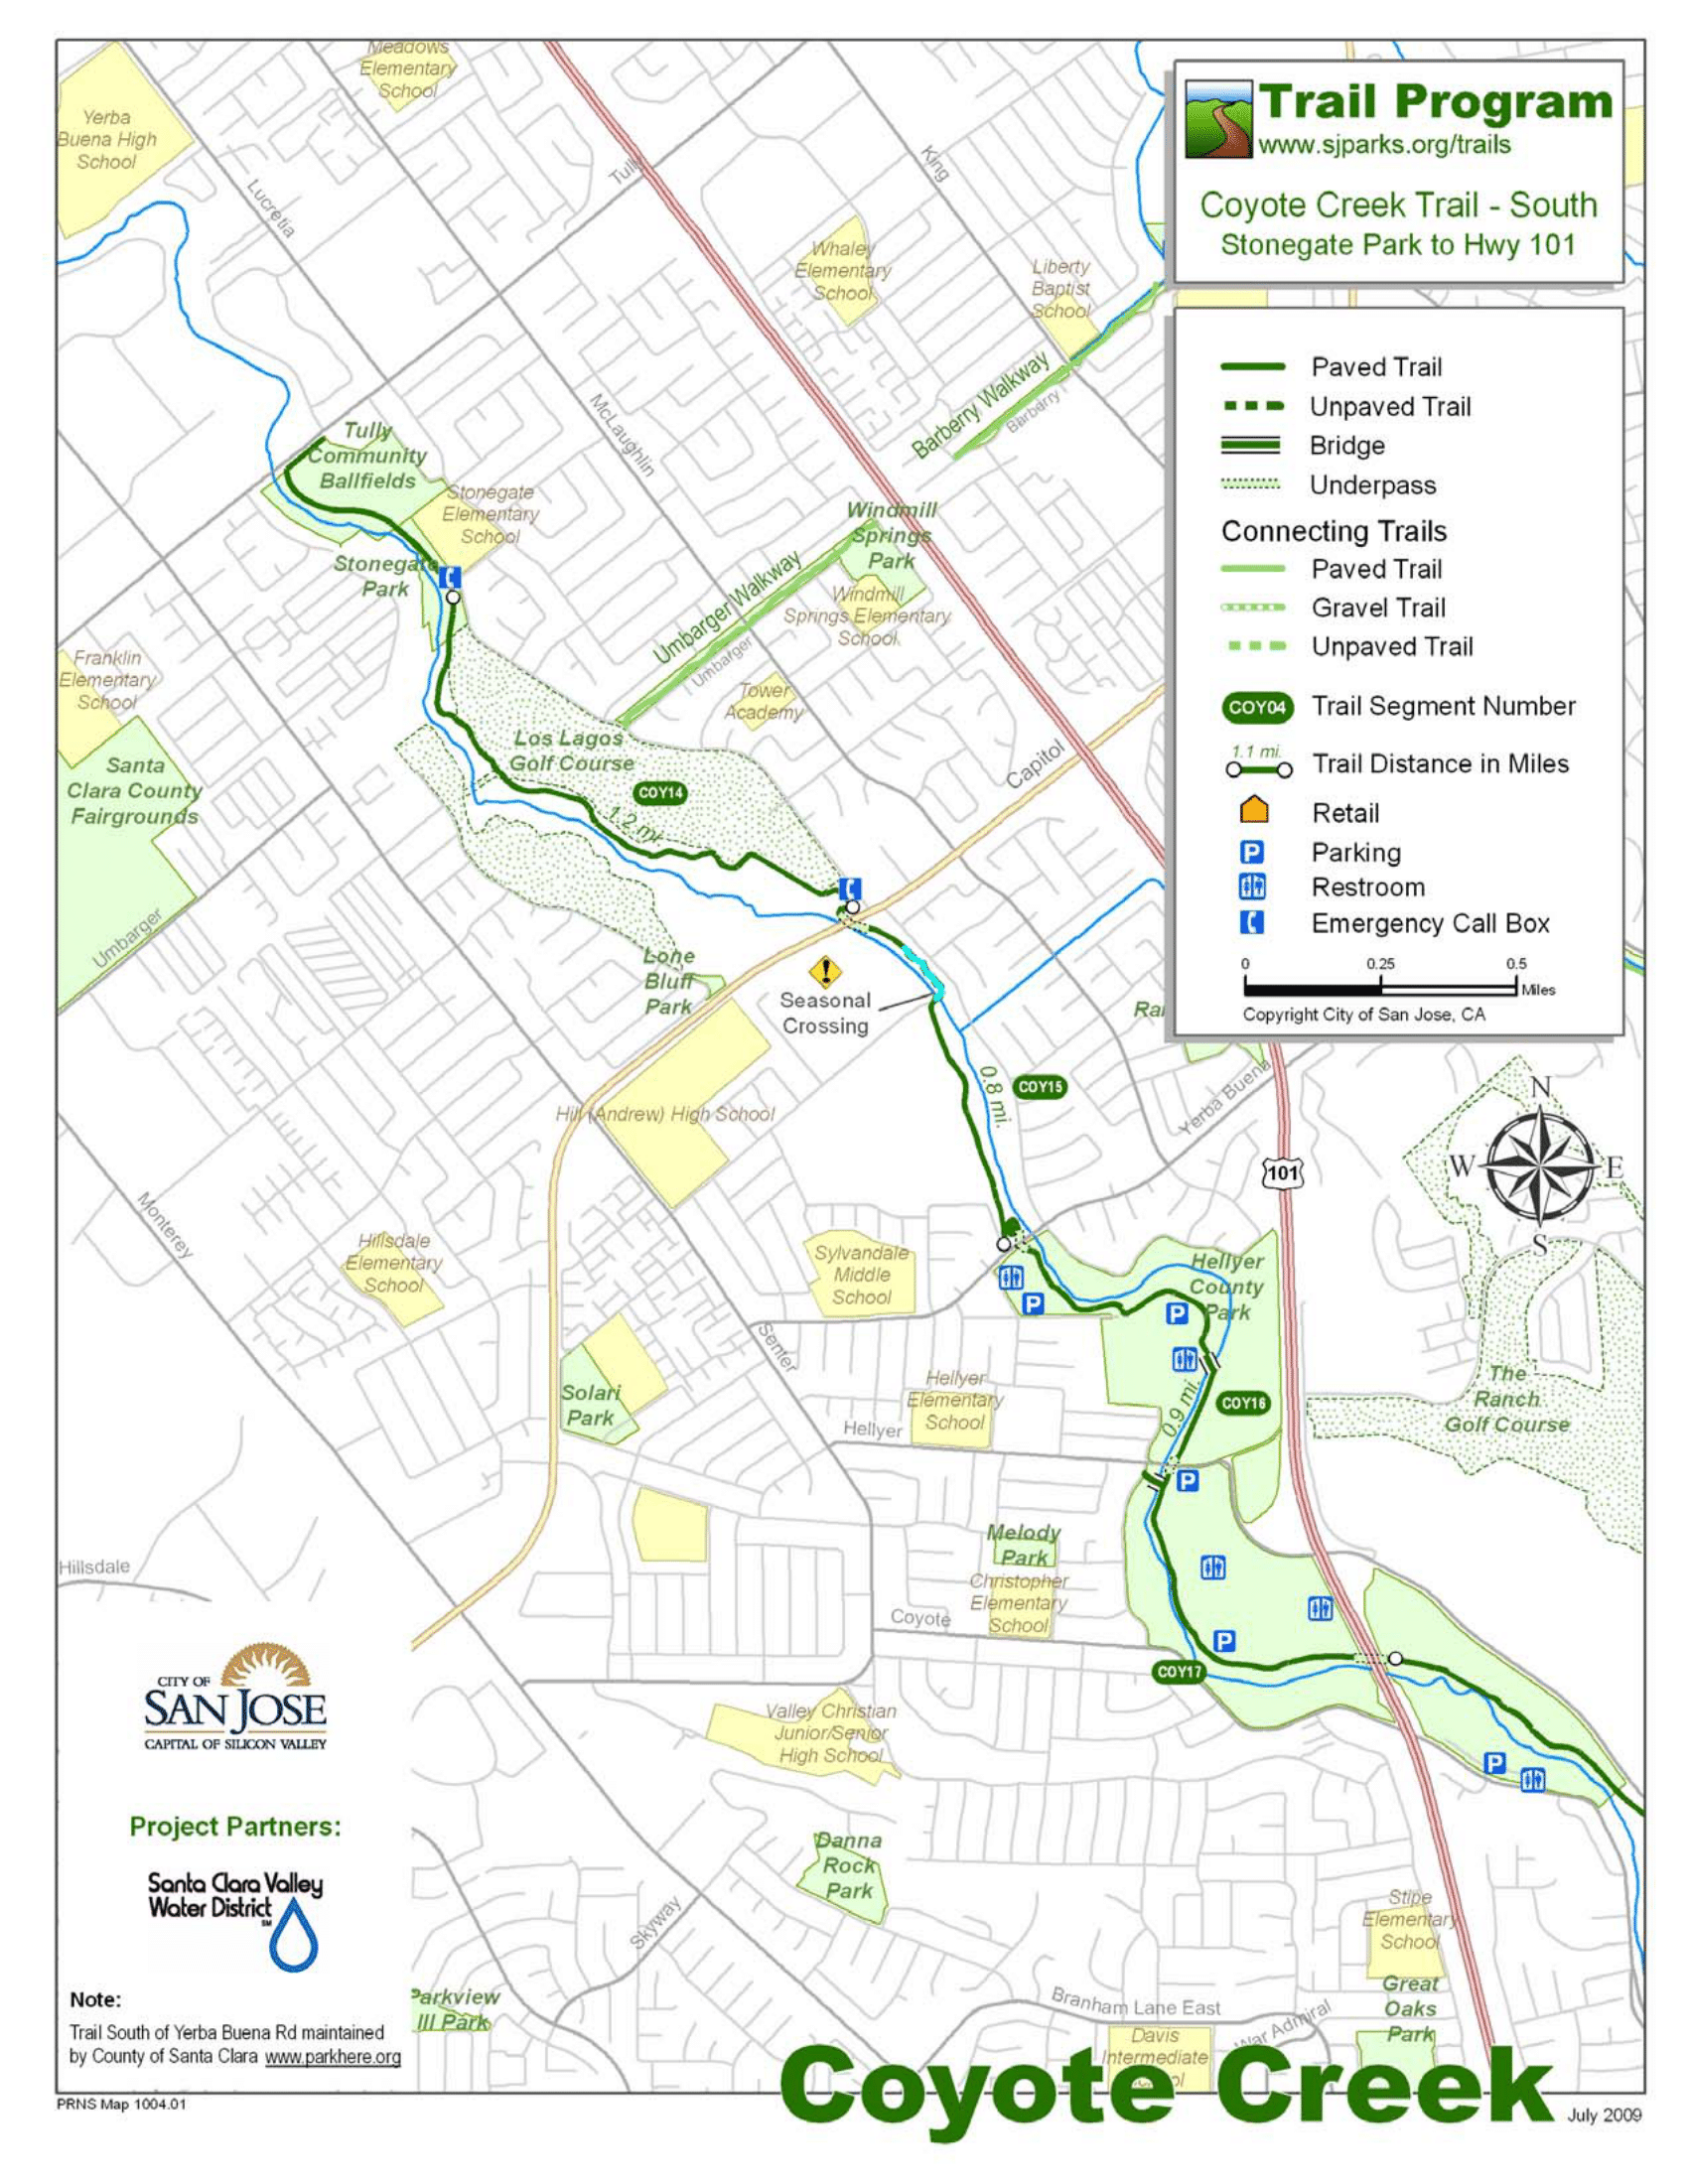 Meadows
Elementary
School
Yerba
Buena High
School
Lucretia
Tully
King
Trail Program
www.sjparks.org/trails
Coyote Creek Trail - South
Stonegate Park to Hwy 101
Whaley
Elementary
School
Liberty
Baptist
School
Barberry Walkway
Barberry
McLaughlin
Paved Trail
Unpaved Trail
Bridge
Underpass
Connecting Trails
Paved Trail
Gravel Trail
Unpaved Trail
COY04
Trail Segment Number
1.1 mi.
Trail Distance in Miles
Retail
P
Parking
Restroom
Emergency Call Box
0
0.25
0.5
Miles
Copyright City of San Jose, CA
Tully
Community
Ballfields
Stonegate
Elementary
School
Stonegate
Park
Windmill
Springs
Park
Windmill
Springs Elementary
School
Umbarger Walkway
Umbarger
Tower
Academy
Franklin
Elementary
School
Santa
Clara County
Fairgrounds
Los Lagos
Golf Course
COY14
1.2 mi.
Capitol
Umbarger
Lone
Bluff
Park
!
Seasonal
Crossing
0.8 mi.
COY15
Yerba Buena
N
W
E
S
101
Hill (Andrew) High School
Monterey
Hillsdale
Elementary
School
Sylvandale
Middle
School
Hellyer
County
Park
P
P
Senter
Solari
Park
Hellyer
Elementary
School
Hellyer
0.9 mi.
COY16
The
Ranch
Golf Course
P
Melody
Park
Christopher
Elementary
School
Coyote
Hillsdale
P
COY17
CITY OF
SAN JOSE
CAPITAL OF SILICON VALLEY
Valley Christian
Junior/Senior
High School
P
Project Partners:
Santa Clara Valley
Water District
SM
Danna
Rock
Park
Skyway
Stipe
Elementary
School
Great
Oaks
Park
Branham Lane East
War Admiral
Davis
Intermediate
Parkview
III Park
Note:
Trail South of Yerba Buena Rd maintained
by County of Santa Clara www.parkhere.org
Coyote Creek
PRNS Map 1004.01
July 2009